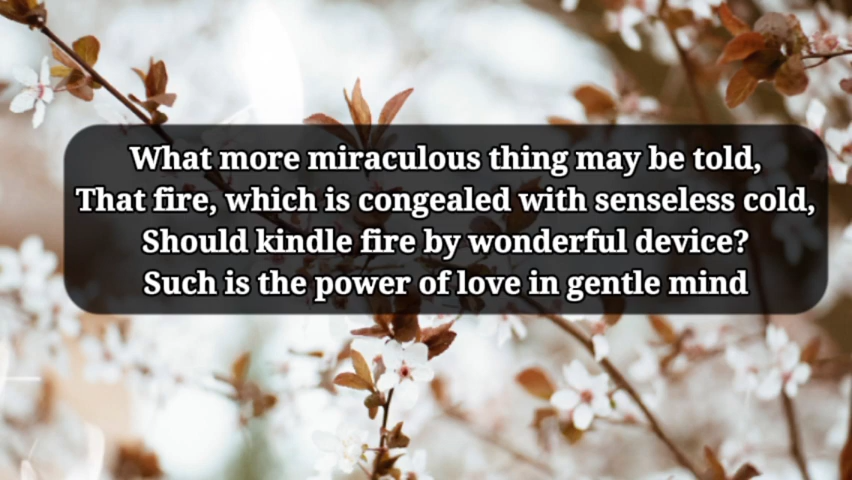 What more miraculous thing may be told,
That fire, which is congealed with senseless cold,
Should kindle fire by wonderful device?
Such is the power of love in gentle mind